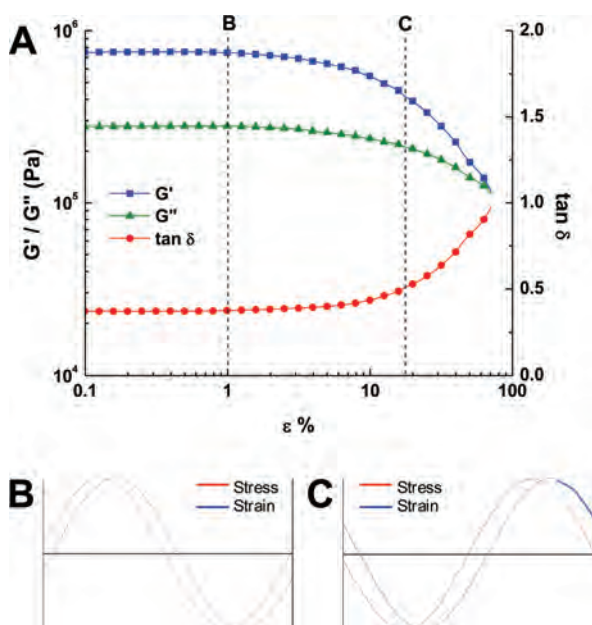 B C
A
10⁶ 2.0
1.5
10⁵ 1.0
0.5
10⁴ 0.0
G' / G" (Pa)
tan δ
G'
G"
tan δ
0.1 1 10 100
ε %
B
Stress
Strain
C
Stress
Strain